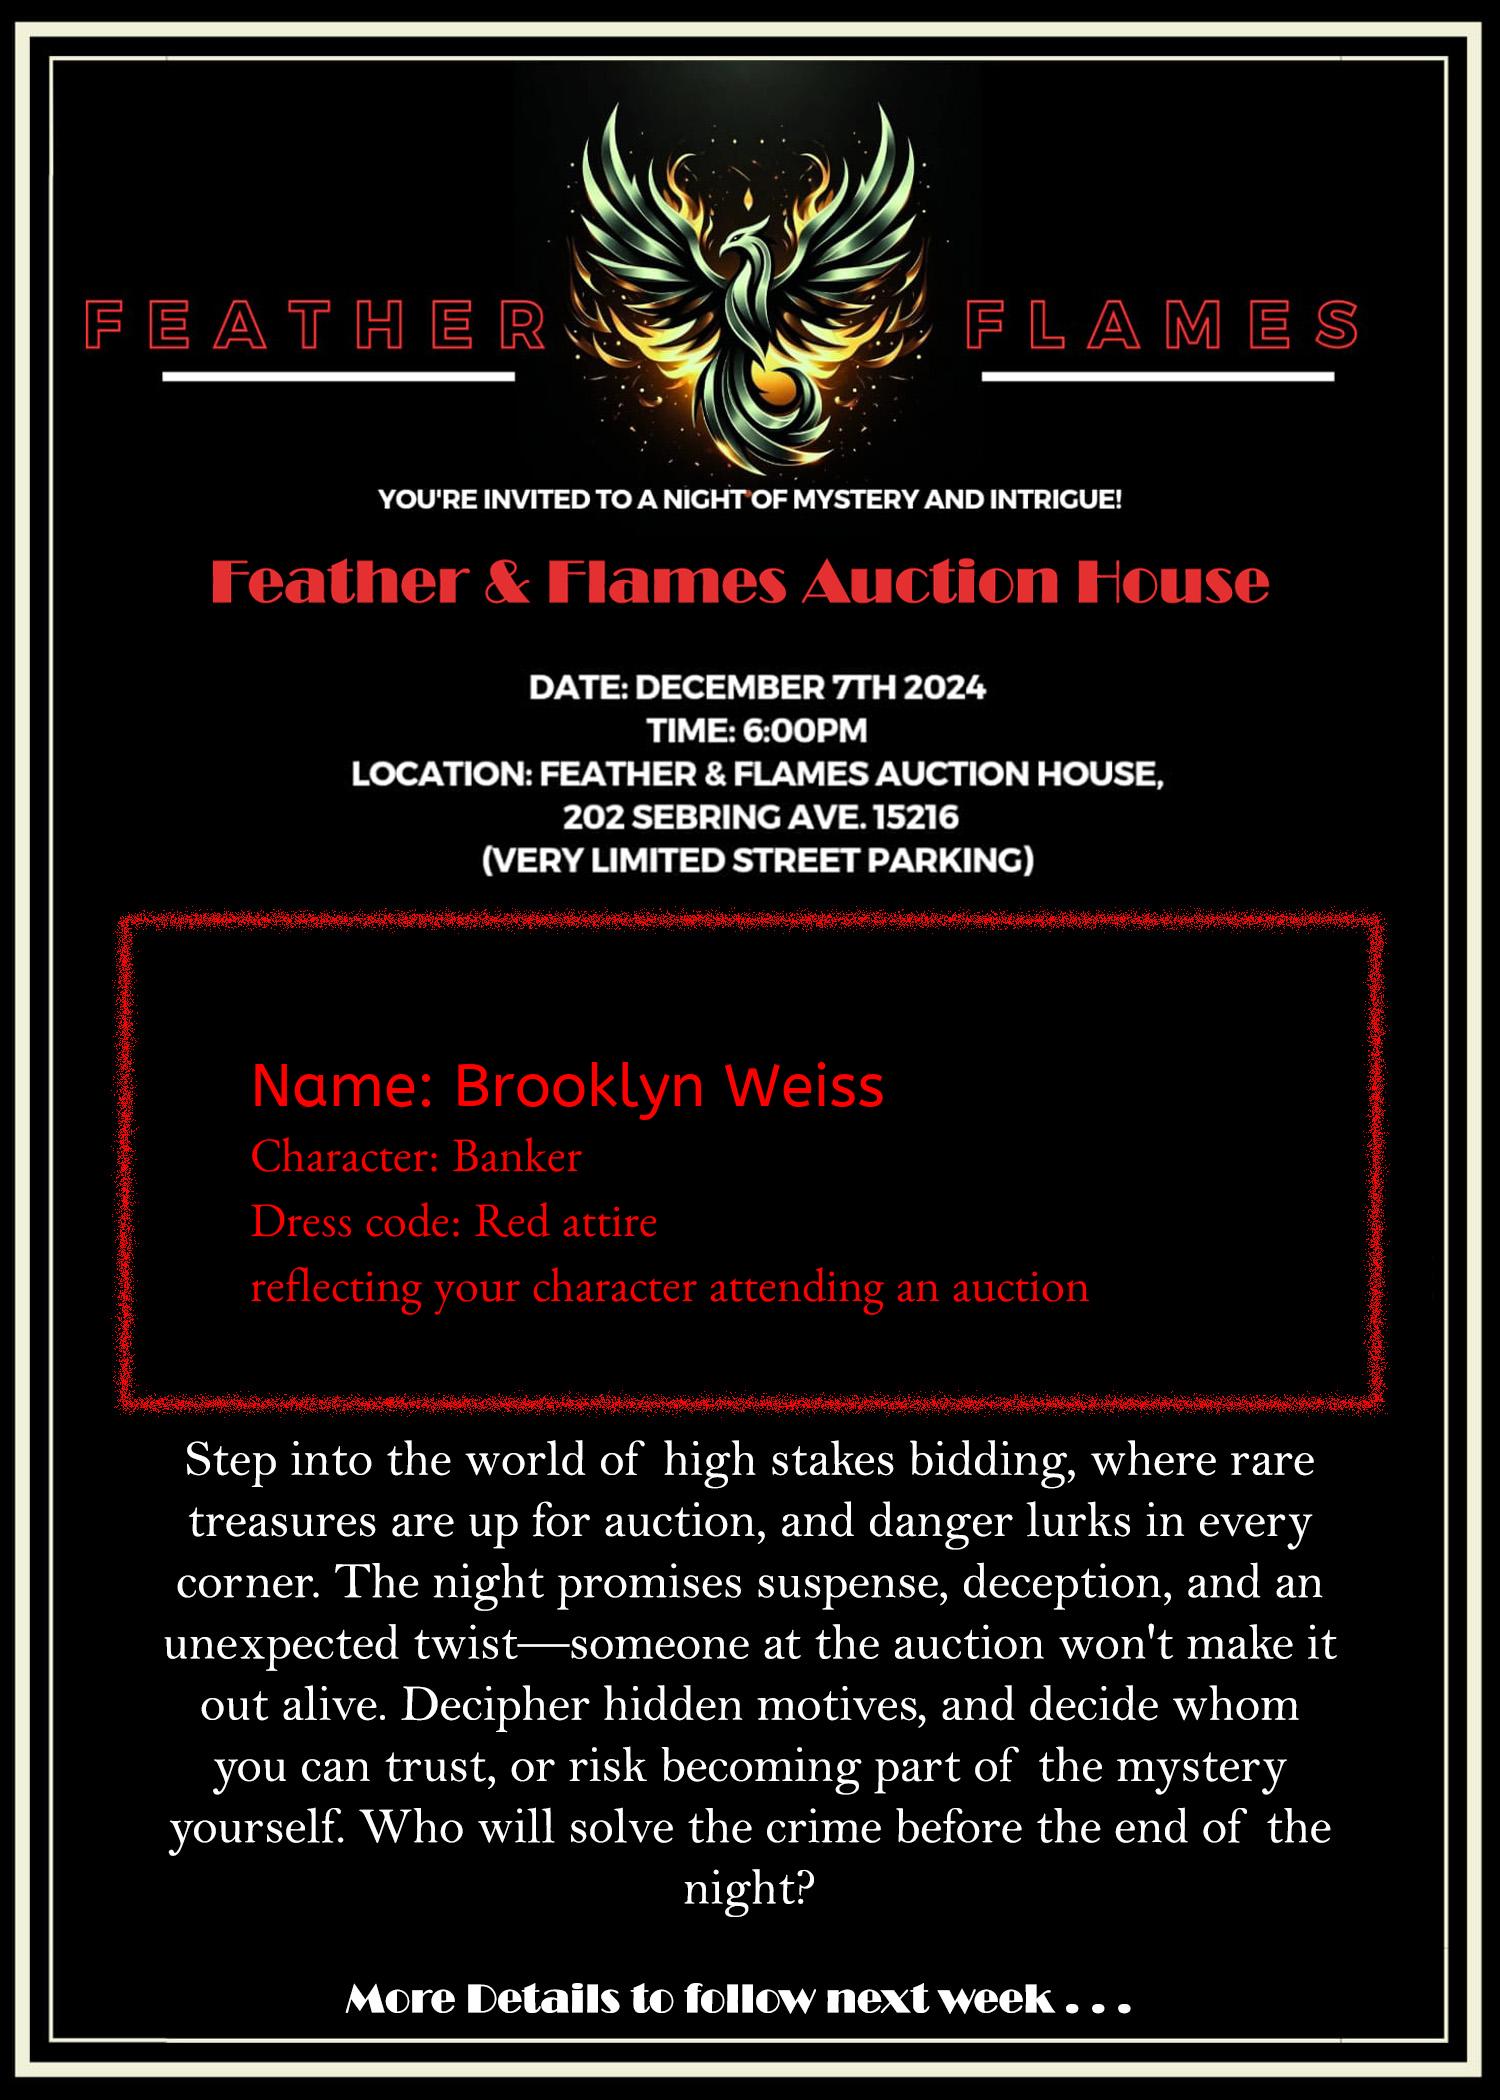 FEATHER FLAMES
YOU'RE INVITED TO A NIGHT OF MYSTERY AND INTRIGUE!
Feather & Flames Auction House
DATE: DECEMBER 7TH 2024
TIME: 6:00PM
LOCATION: FEATHER & FLAMES AUCTION HOUSE,
202 SEBRING AVE. 15216
(VERY LIMITED STREET PARKING)
Name: Brooklyn Weiss
Character: Banker
Dress code: Red attire
reflecting your character attending an auction
Step into the world of high stakes bidding, where rare
treasures are up for auction, and danger lurks in every
corner. The night promises suspense, deception, and an
unexpected twist—someone at the auction won't make it
out alive. Decipher hidden motives, and decide whom
you can trust, or risk becoming part of the mystery
yourself. Who will solve the crime before the end of the
night?
More Details to follow next week . . .